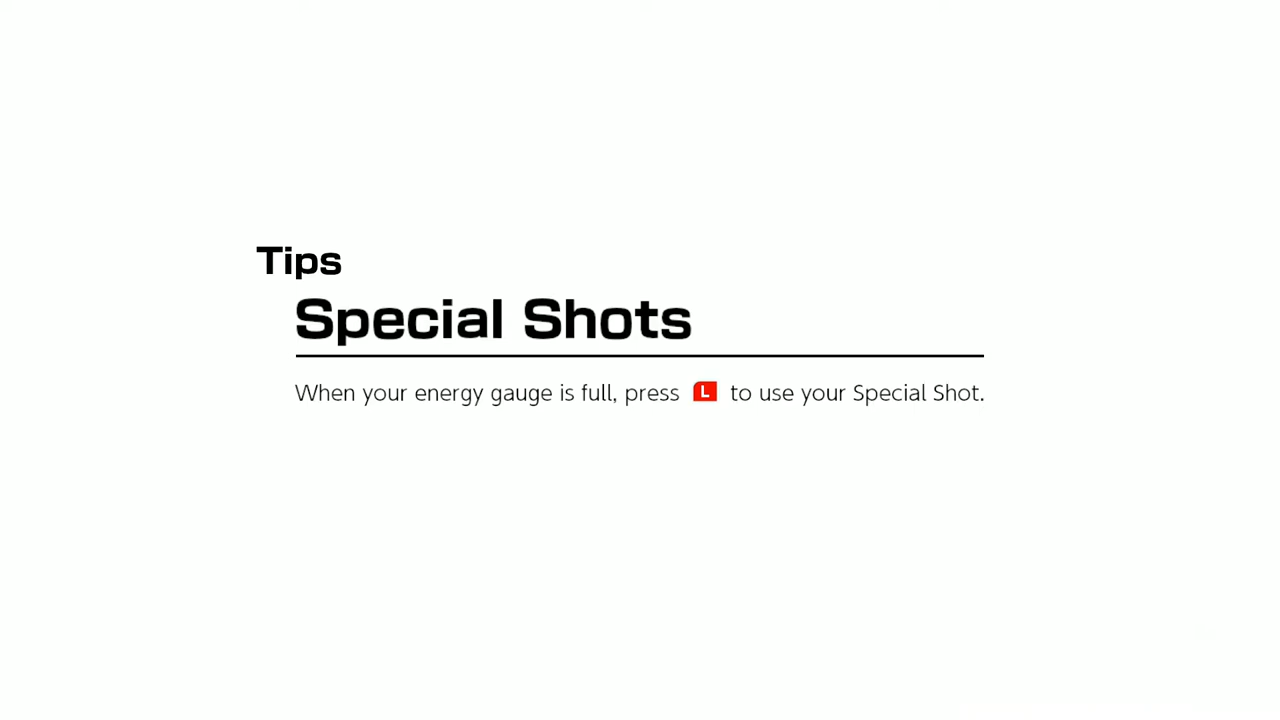 Tips
Special Shots
When your energy gauge is full, press L to use your Special Shot.